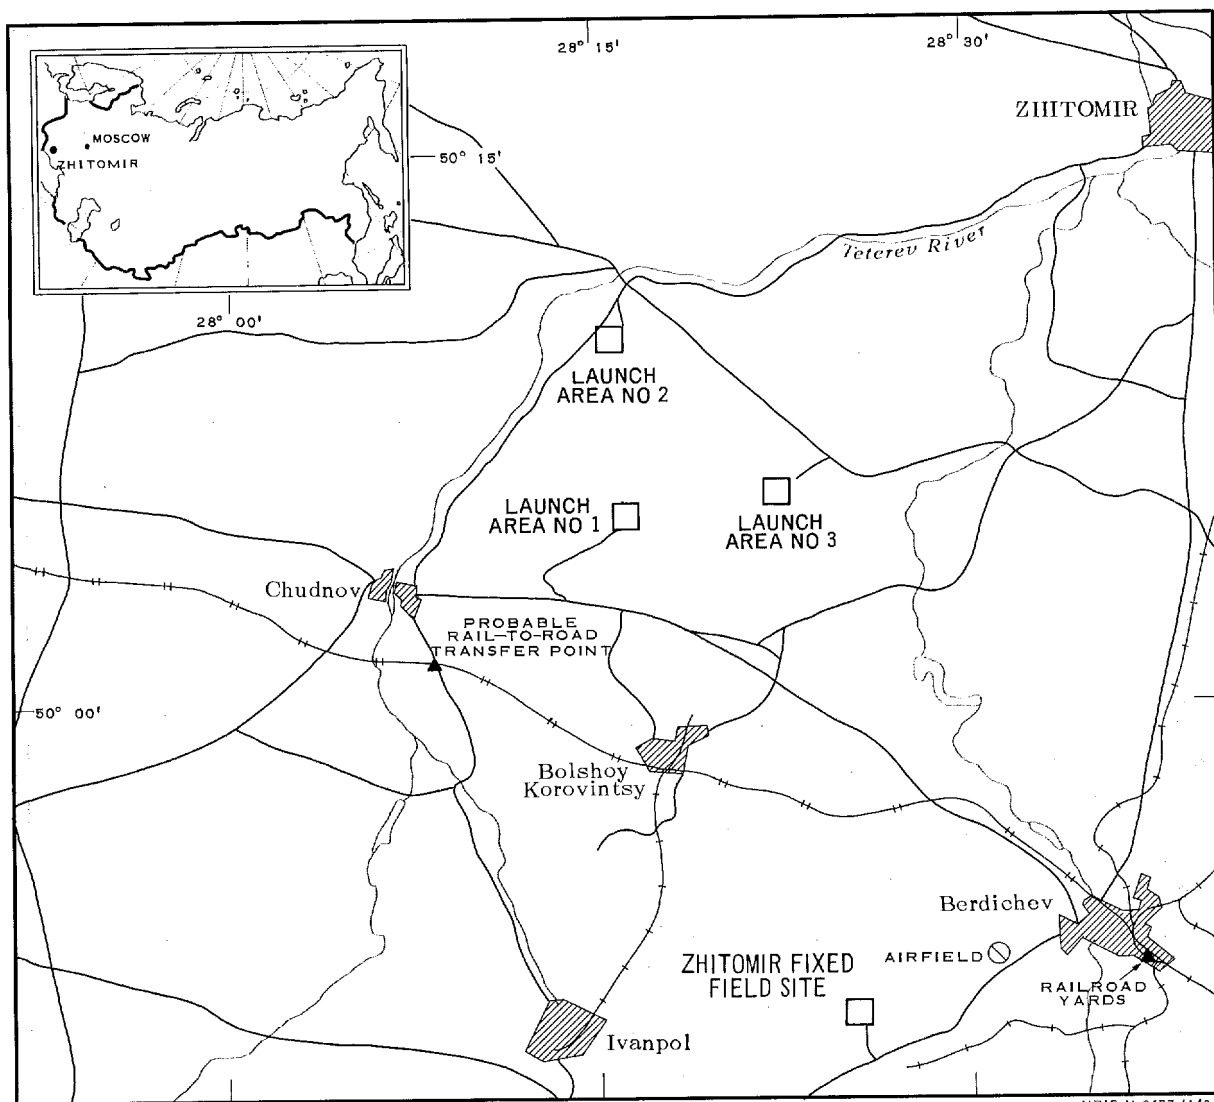 28° 15'
28° 30'
ZHITOMIR
MOSCOW
ZHITOMIR
50° 15'
Teterev River
28° 00'
LAUNCH
AREA NO 2
LAUNCH
AREA NO 1
LAUNCH
AREA NO 3
Chudnov
PROBABLE
RAIL-TO-ROAD
TRANSFER POINT
50° 00'
Bolshoy
Korovintsy
Berdichev
AIRFIELD
ZHITOMIR FIXED
FIELD SITE
RAILROAD
YARDS
Ivanpol